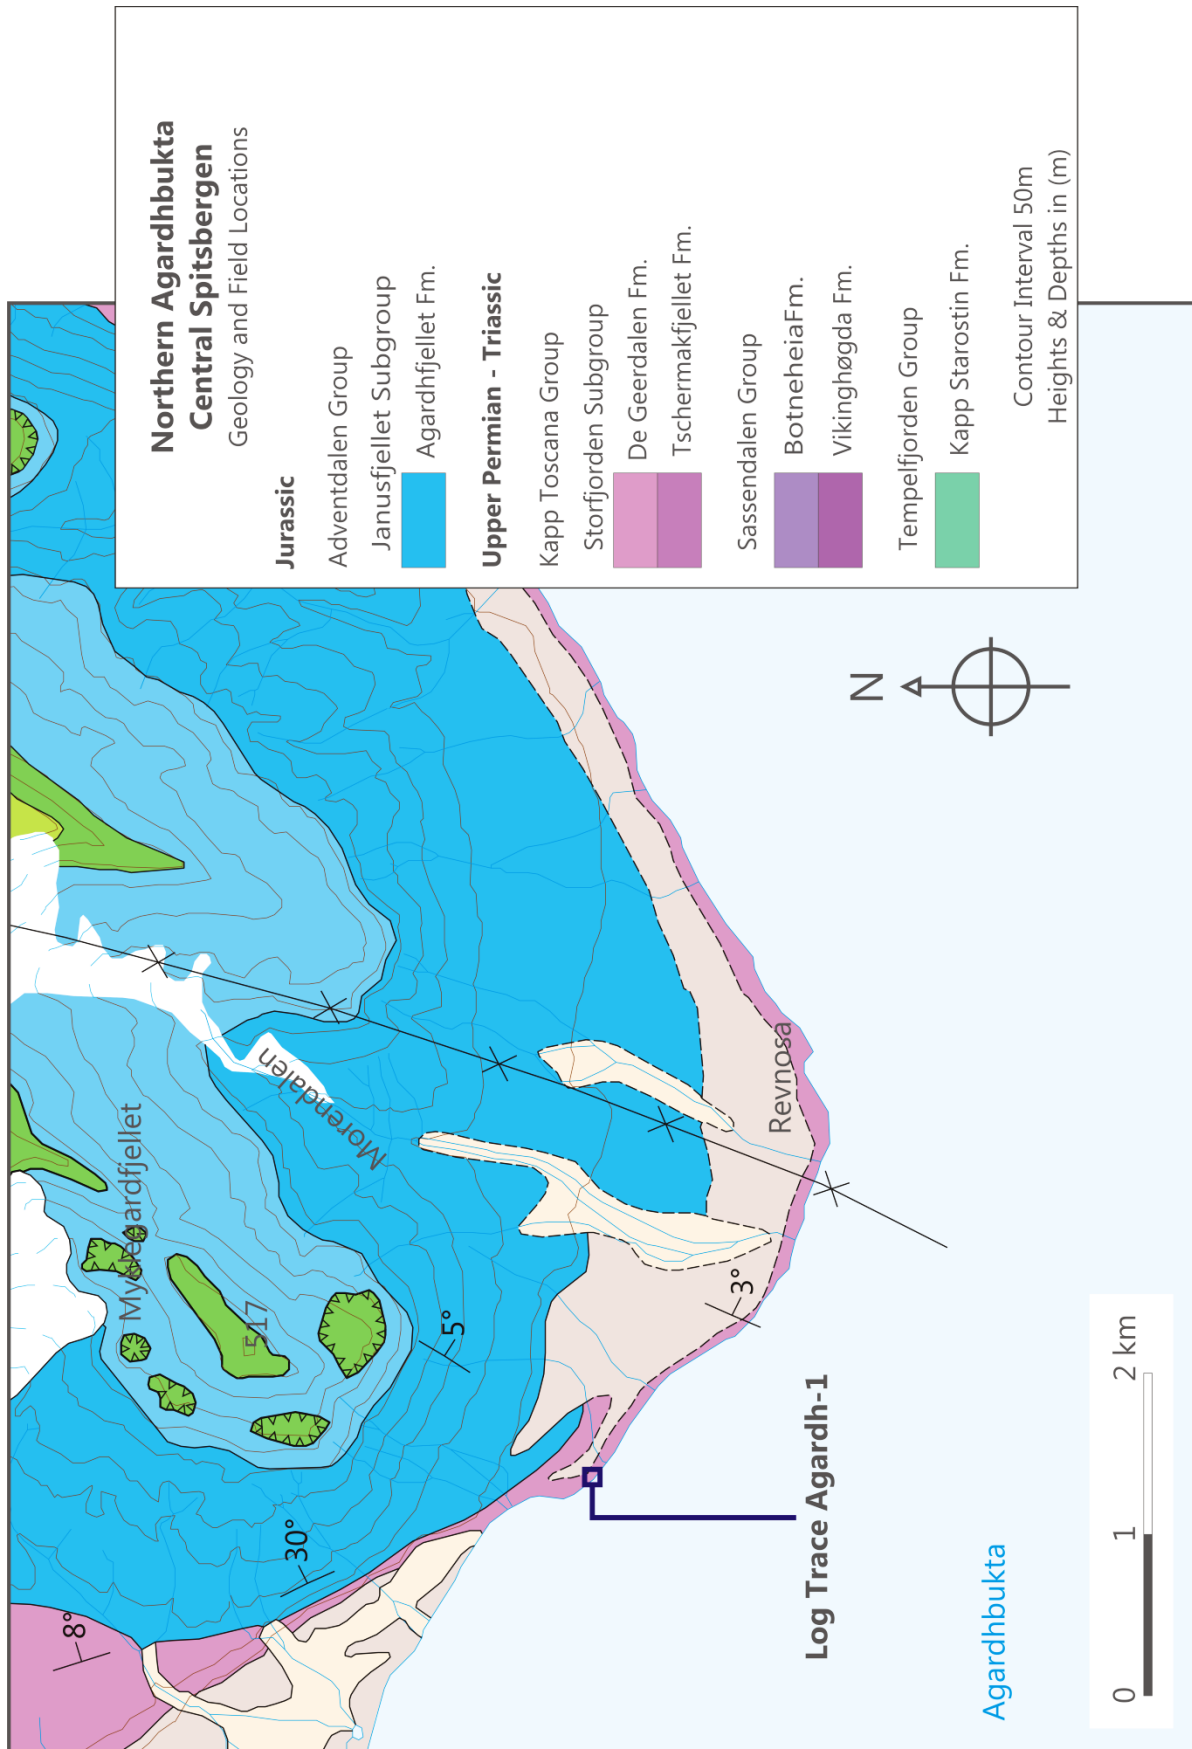 Northern Agardhbukta
Central Spitsbergen
Geology and Field Locations
Jurassic
Adventdalen Group
Janusfjellet Subgroup
Agardhfjellet Fm.
Upper Permian - Triassic
Kapp Toscana Group
Storfjorden Subgroup
De Geerdalen Fm.
Tschermakfjellet Fm.
Sassendalen Group
BotneheiaFm.
Vikinghøgda Fm.
Tempelfjorden Group
Kapp Starostin Fm.
Contour Interval 50m
Heights & Depths in (m)
N
Myklegardfjellet
517
Morendalen
Revnosa
8°
30°
5°
3°
Log Trace Agardh-1
Agardhbukta
0 1 2 km